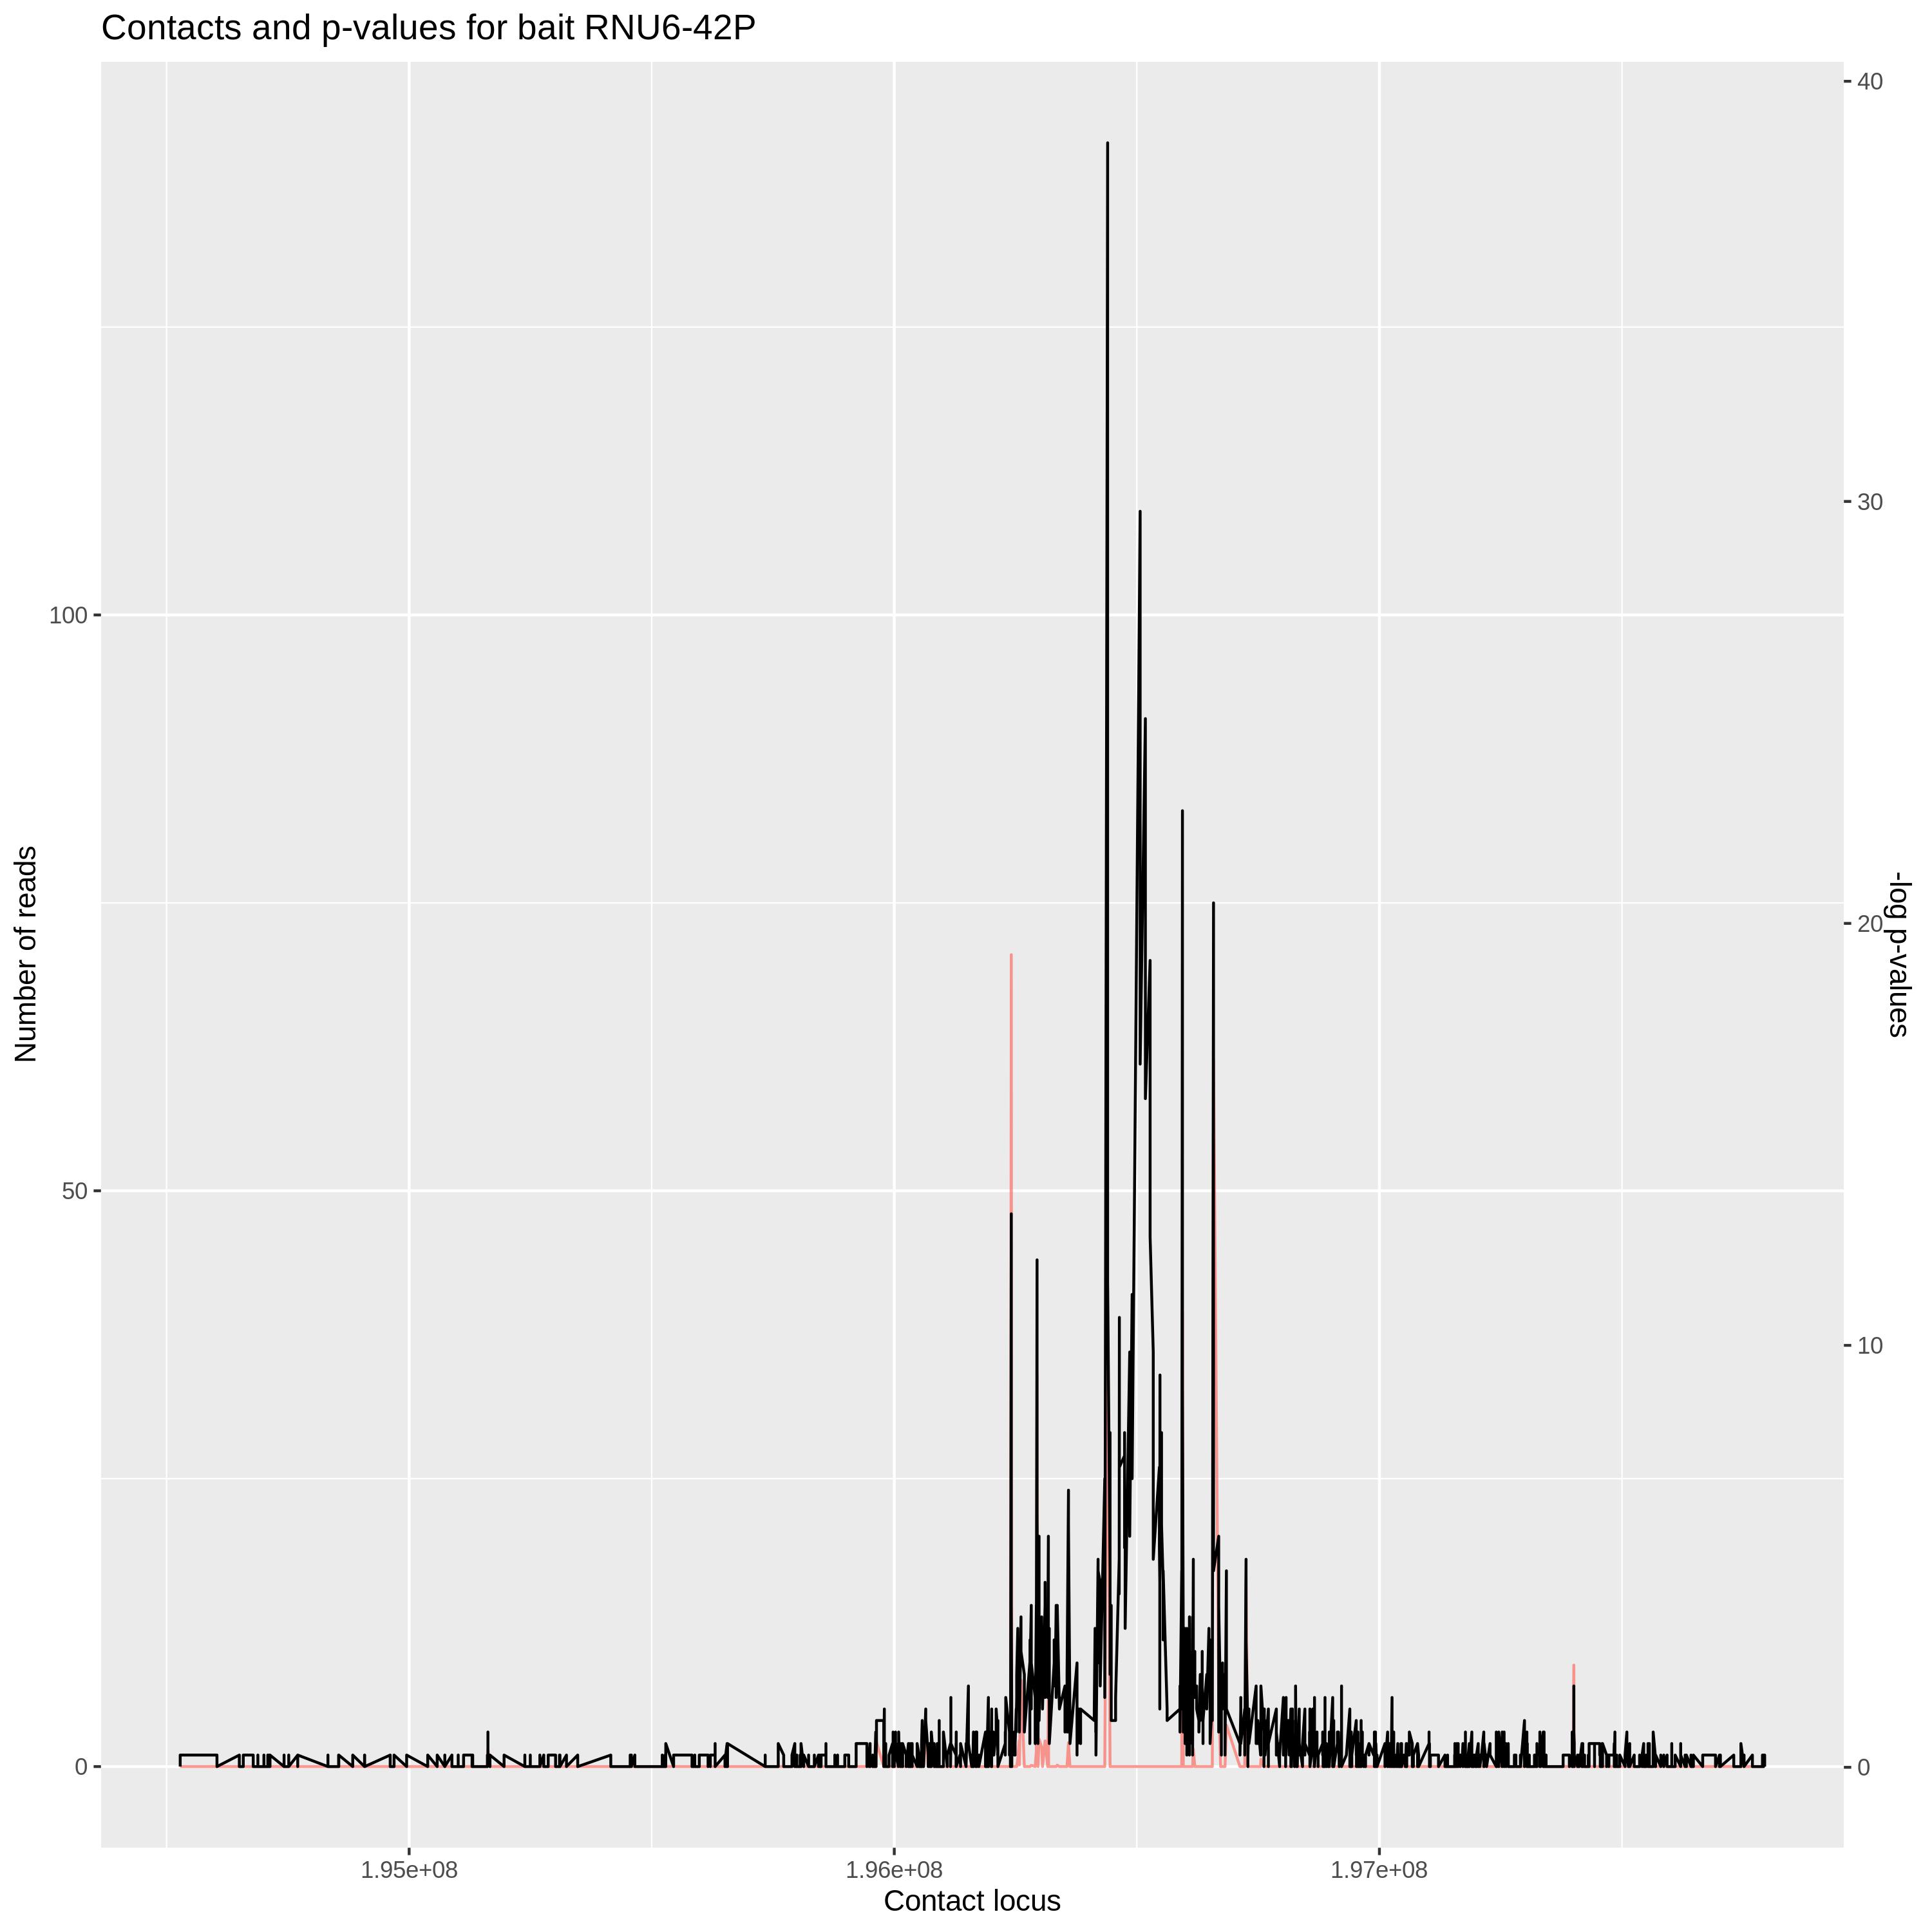 Contacts and p-values for bait RNU6-42P
40
30
100
20
Number of reads
-log p-values
50
10
0
0
1.95e+08
1.96e+08
1.97e+08
Contact locus